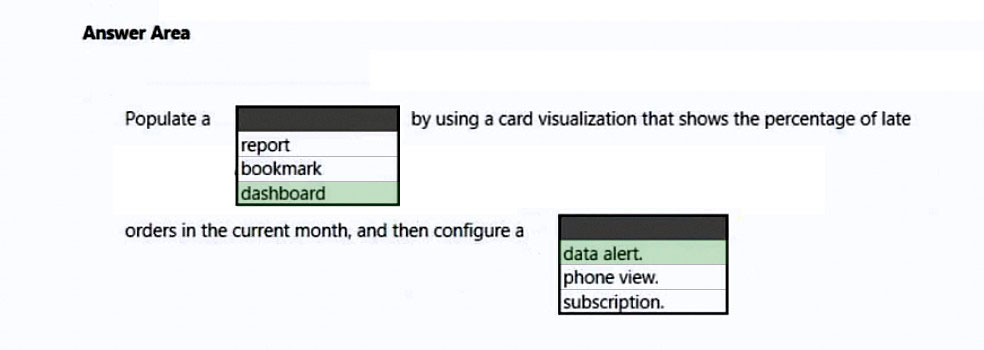 Answer Area
Populate a
report
bookmark
dashboard
by using a card visualization that shows the percentage of late
orders in the current month, and then configure a
data alert.
phone view.
subscription.